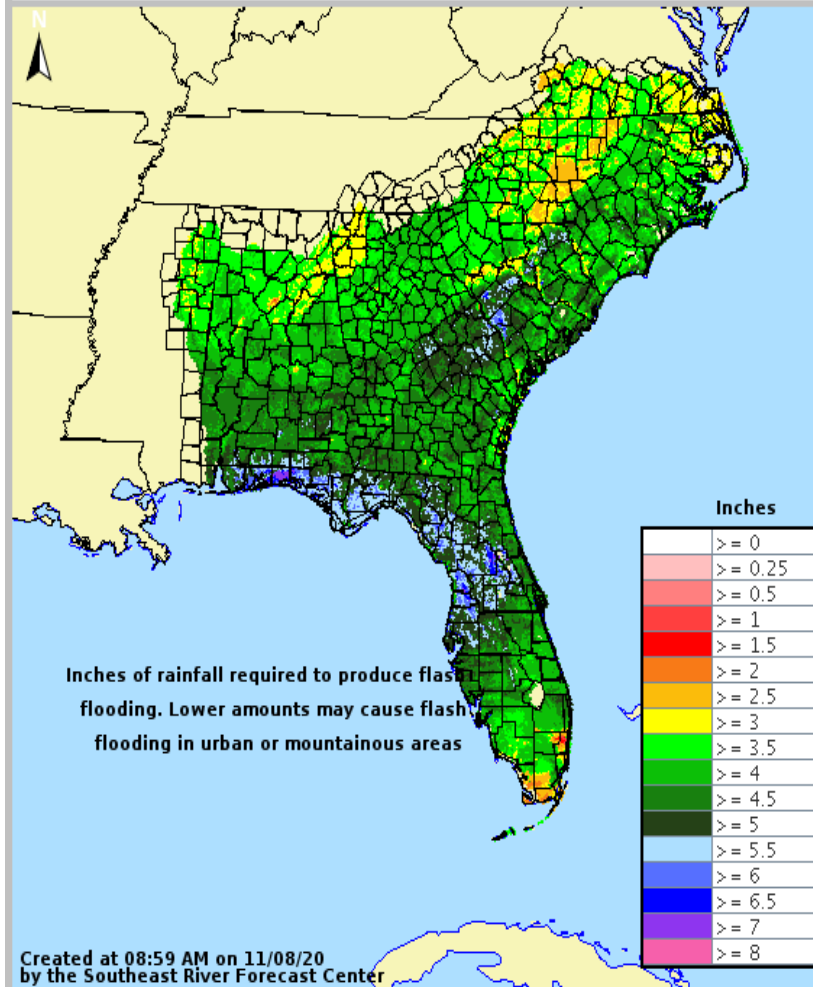 N
Inches
>= 0
>= 0.25
>= 0.5
>= 1
>= 1.5
>= 2
>= 2.5
>= 3
>= 3.5
>= 4
>= 4.5
>= 5
>= 5.5
>= 6
>= 6.5
>= 7
>= 8
Inches of rainfall required to produce flash
flooding. Lower amounts may cause flash
flooding in urban or mountainous areas
Created at 08:59 AM on 11/08/20
by the Southeast River Forecast Center